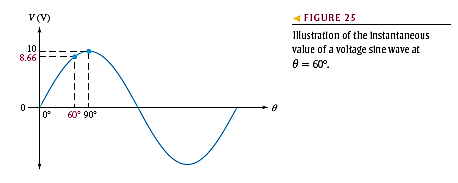 V (V)
10
8.66
0
0°
60° 90°
θ
◄ FIGURE 25
Illustration of the instantaneous
value of a voltage sine wave at
θ = 60°.